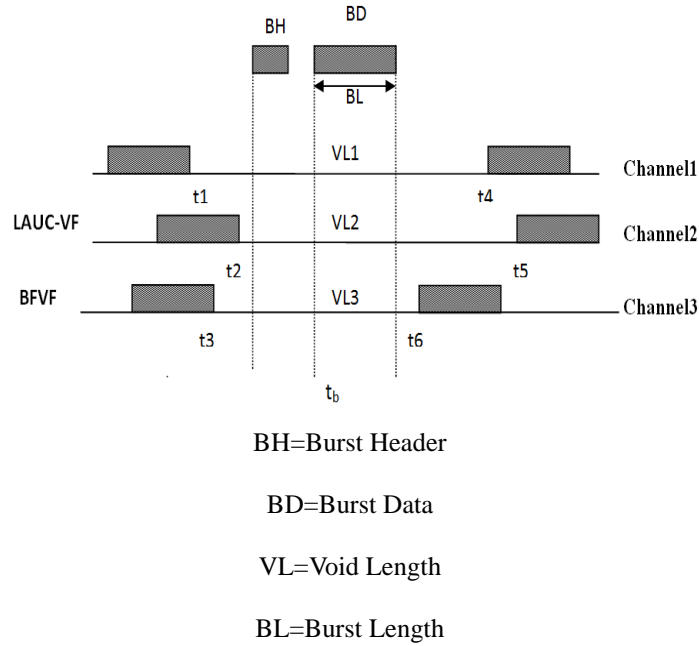 BH BD
BL
VL1
Channel1
t1 t4
LAUC-VF VL2 Channel2
t2 t5
BFVF VL3 Channel3
t3 t6
tb
BH=Burst Header
BD=Burst Data
VL=Void Length
BL=Burst Length